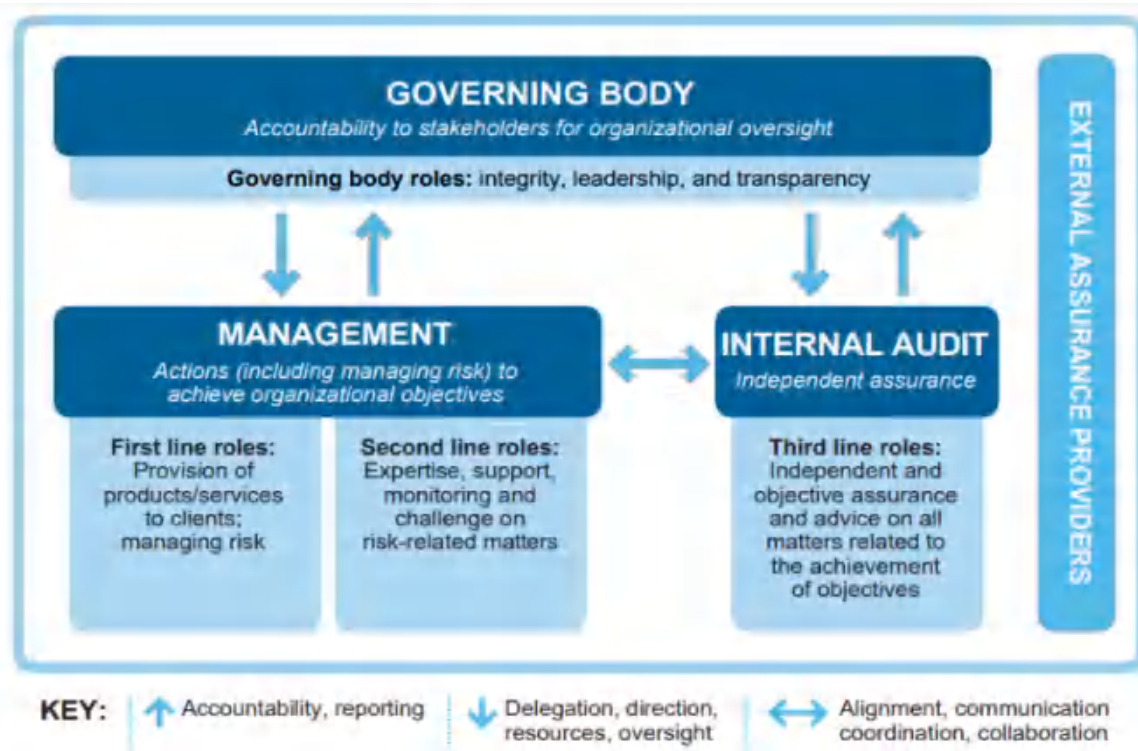 GOVERNING BODY
Accountability to stakeholders for organizational oversight
Governing body roles: integrity, leadership, and transparency
MANAGEMENT
Actions (including managing risk) to
achieve organizational objectives
First line roles:
Provision of
products/services
to clients;
managing risk
Second line roles:
Expertise, support,
monitoring and
challenge on
risk-related matters
INTERNAL AUDIT
Independent assurance
Third line roles:
Independent and
objective assurance
and advice on all
matters related to
the achievement
of objectives
EXTERNAL ASSURANCE PROVIDERS
KEY:
Accountability, reporting
Delegation, direction,
resources, oversight
Alignment, communication
coordination, collaboration